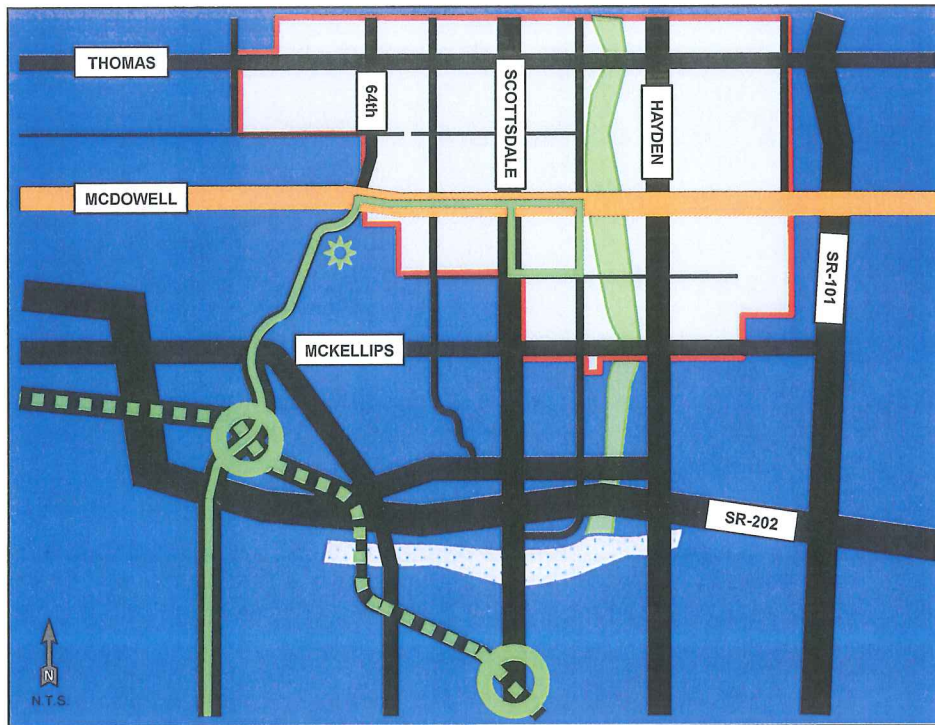 THOMAS
64th
SCOTTSDALE
HAYDEN
MCDOWELL
SR-101
MCKELLIPS
SR-202
N
N.T.S.